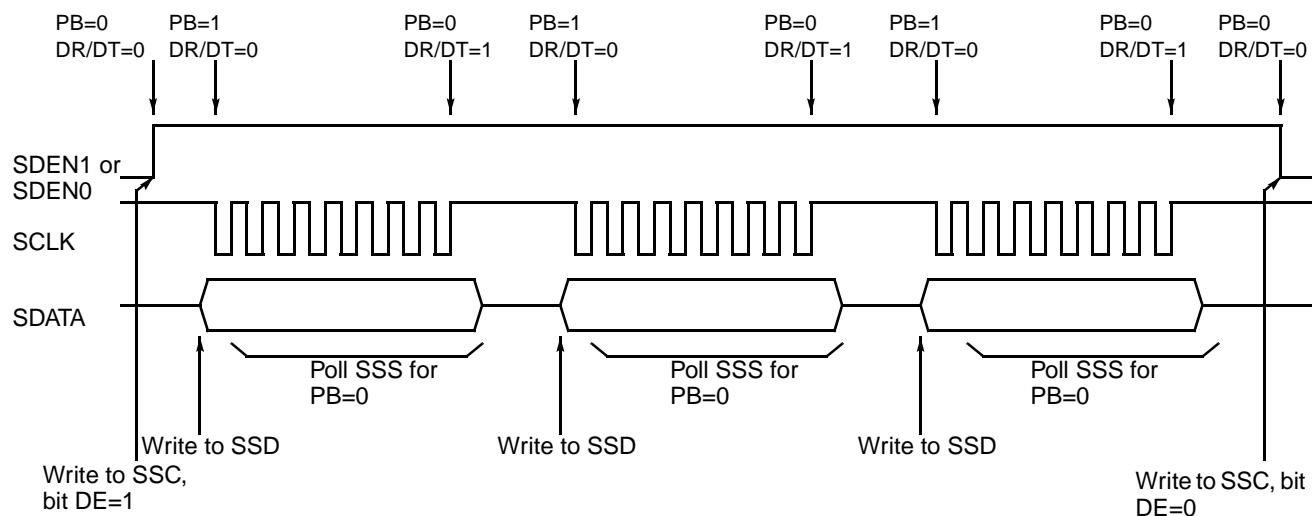 PB=0 PB=1 PB=0 PB=1 PB=0 PB=1 PB=0 PB=0
DR/DT=0 DR/DT=0 DR/DT=1 DR/DT=0 DR/DT=1 DR/DT=0 DR/DT=1 DR/DT=0
SDEN1 or
SDEN0
SCLK
SDATA
Poll SSS for Poll SSS for Poll SSS for
PB=0 PB=0 PB=0
Write to SSD Write to SSD Write to SSD
Write to SSC, Write to SSC, bit
bit DE=1 DE=0